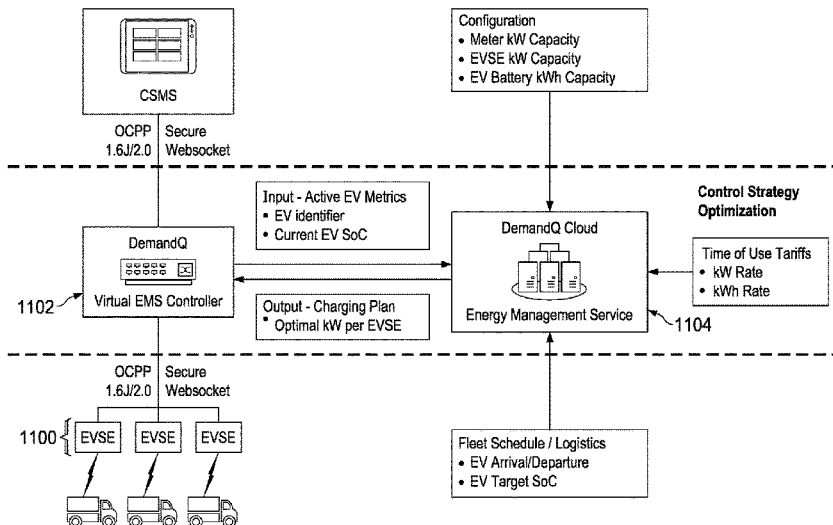 CSMS
OCPP Secure
1.6J/2.0 Websocket
Configuration
• Meter kW Capacity
• EVSE kW Capacity
• EV Battery kWh Capacity
DemandQ
Virtual EMS Controller
1102
Input - Active EV Metrics
• EV identifier
• Current EV SoC
Output - Charging Plan
▪ Optimal kW per EVSE
DemandQ Cloud
Energy Management Service
1104
Control Strategy
Optimization
Time of Use Tariffs
• kW Rate
• kWh Rate
OCPP Secure
1.6J/2.0 Websocket
1100
EVSE EVSE EVSE
Fleet Schedule / Logistics
• EV Arrival/Departure
• EV Target SoC